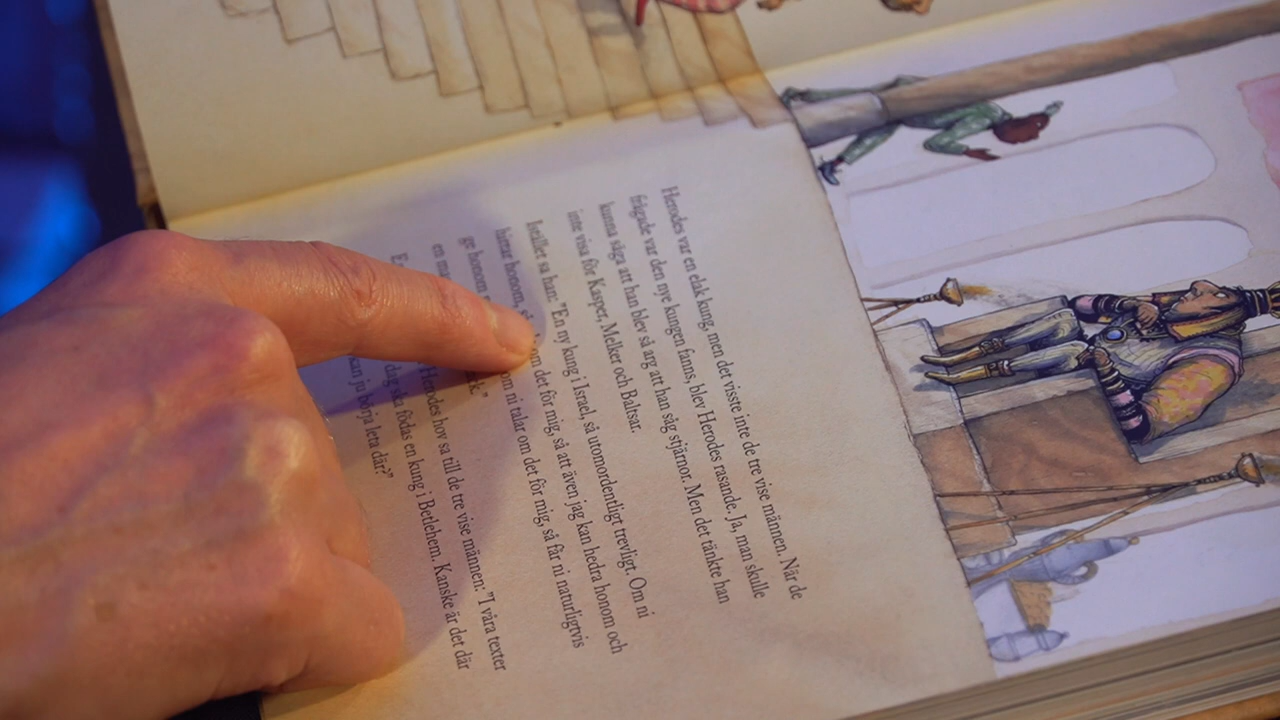 Herodes var en elak kung, men det visste inte de tre vise männen. När de
frågade var den nye kungen fanns, blev Herodes rasande. Ja, man skulle
kunna säga att han blev så arg att han såg stjärnor. Men det tänkte han
inte visa för Kasper, Melker och Baltsar.
Istället sa han: "En ny kung i Israel, så utomordentligt trevligt. Om ni
hittar honom, om det för mig, så att även jag kan hedra honom och
ge honom om ni talar om det för mig, så får ni naturligtvis
en
Herodes hov sa till de tre vise männen: "I våra texter
dag ska födas en kung i Betlehem. Kanske är det där
kan ju börja leta där?"